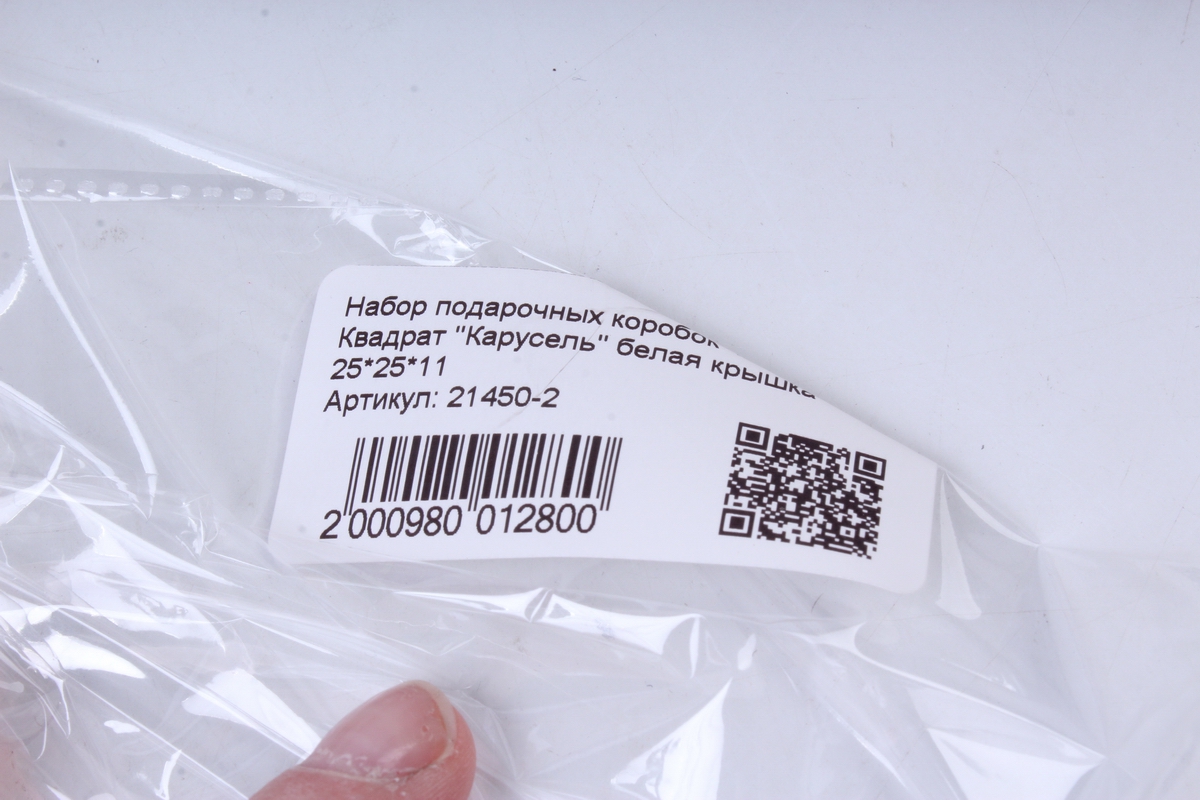 Набор подарочных коробок
Квадрат "Карусель" белая крышка
25*25*11
Артикул: 21450-2
2 000980 012800